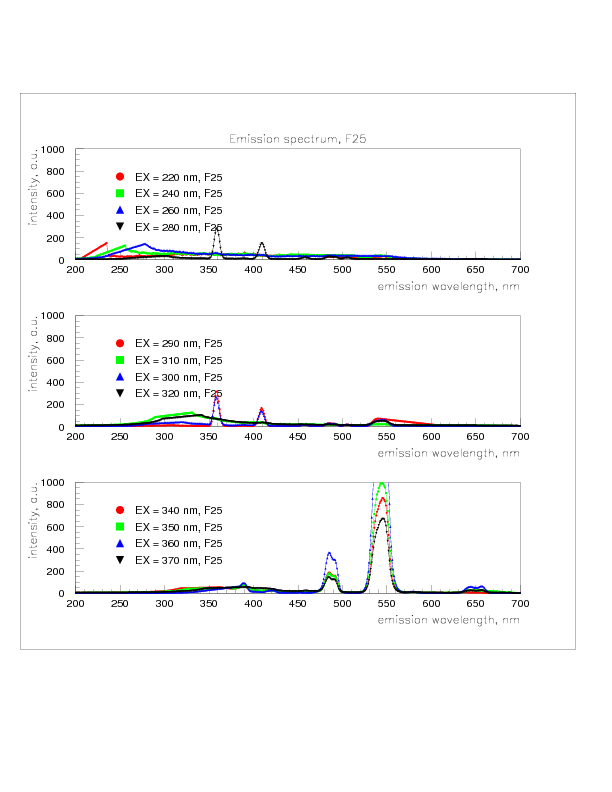 Emission spectrum, F25
intensity, a.u.
1000
800
600
400
200
0
EX = 220 nm, F25
EX = 240 nm, F25
EX = 260 nm, F25
EX = 280 nm, F25
200 250 300 350 400 450 500 550 600 650 700
emission wavelength, nm
intensity, a.u.
1000
800
600
400
200
0
EX = 290 nm, F25
EX = 310 nm, F25
EX = 300 nm, F25
EX = 320 nm, F25
200 250 300 350 400 450 500 550 600 650 700
emission wavelength, nm
intensity, a.u.
1000
800
600
400
200
0
EX = 340 nm, F25
EX = 350 nm, F25
EX = 360 nm, F25
EX = 370 nm, F25
200 250 300 350 400 450 500 550 600 650 700
emission wavelength, nm